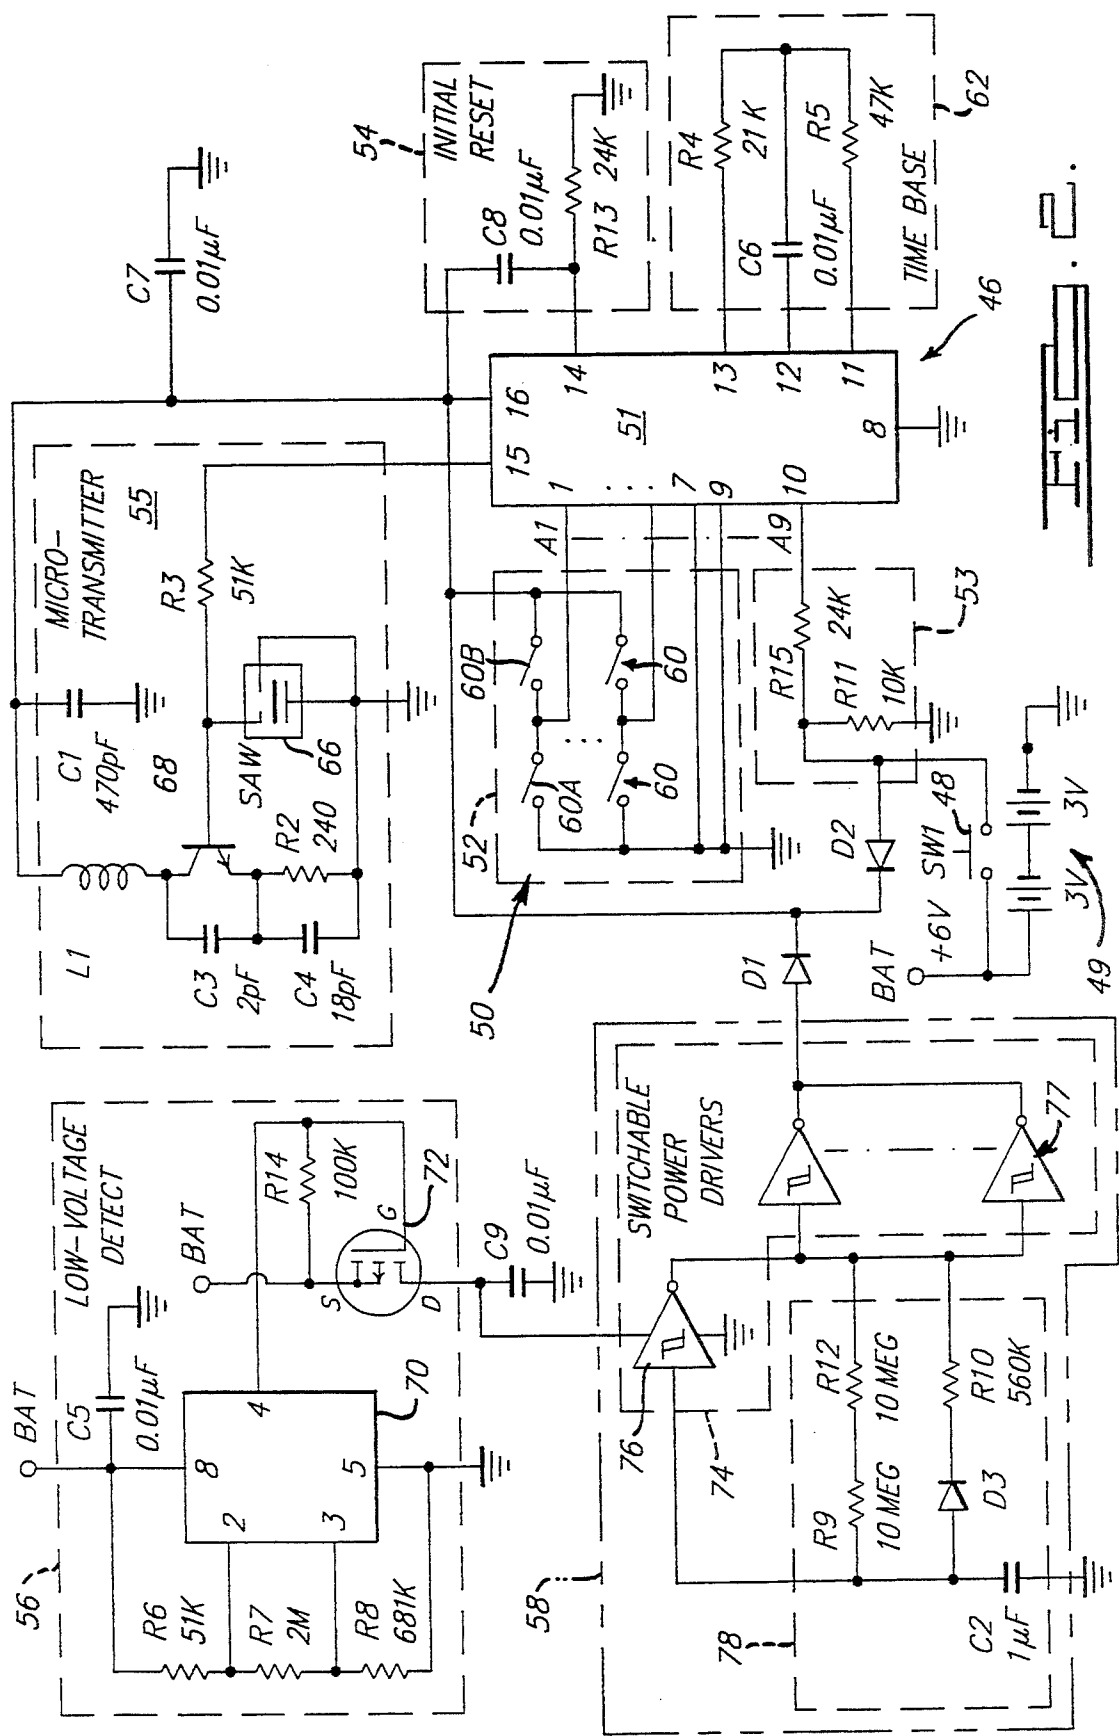 56
BAT
LOW-VOLTAGE
DETECT
C5
0.01µF
R6
51K
R7
2M
R8
681K
8
2
3
5
4
70
BAT
R14
100K
S
G
D
72
C9
0.01µF
MICRO-
TRANSMITTER
55
L1
C1
470pF
68
C3
2pF
C4
18pF
R2
240
SAW
66
R3
51K
C7
0.01µF
54
INITIAL
RESET
C8
0.01µF
R13
24K
50
52
60B
60A
60
60
A1
A9
15
16
1
7
9
10
51
14
13
12
11
8
R4
21K
C6
0.01µF
R5
47K
TIME BASE
62
46
R15
24K
R11
10K
53
D1
D2
BAT
+6V
SW1
48
3V
3V
49
58
SWITCHABLE
POWER
DRIVERS
76
74
77
78
R9
10 MEG
R12
10 MEG
D3
R10
560K
C2
1µF
FIG. 2.